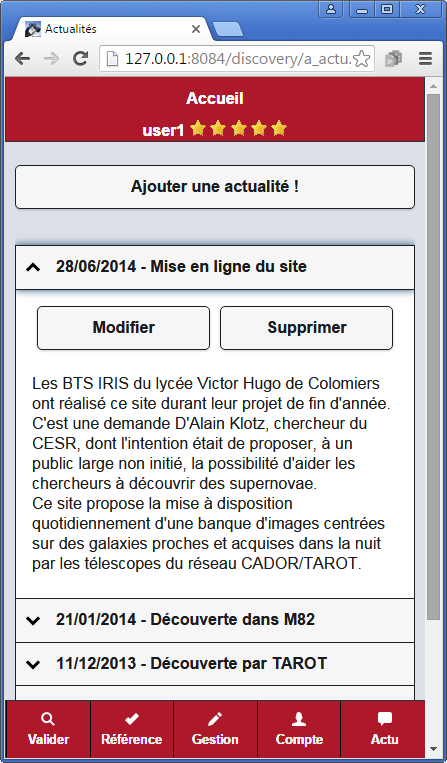 Actualités
127.0.0.1:8084/discovery/a_actu.
Accueil
user1
Ajouter une actualité !
28/06/2014 - Mise en ligne du site
Modifier Supprimer
Les BTS IRIS du lycée Victor Hugo de Colomiers
ont réalisé ce site durant leur projet de fin d'année.
C'est une demande D'Alain Klotz, chercheur du
CESR, dont l'intention était de proposer, à un
public large non initié, la possibilité d'aider les
chercheurs à découvrir des supernovae.
Ce site propose la mise à disposition
quotidiennement d'une banque d'images centrées
sur des galaxies proches et acquises dans la nuit
par les télescopes du réseau CADOR/TAROT.
21/01/2014 - Découverte dans M82
11/12/2013 - Découverte par TAROT
Valider Référence Gestion Compte Actu